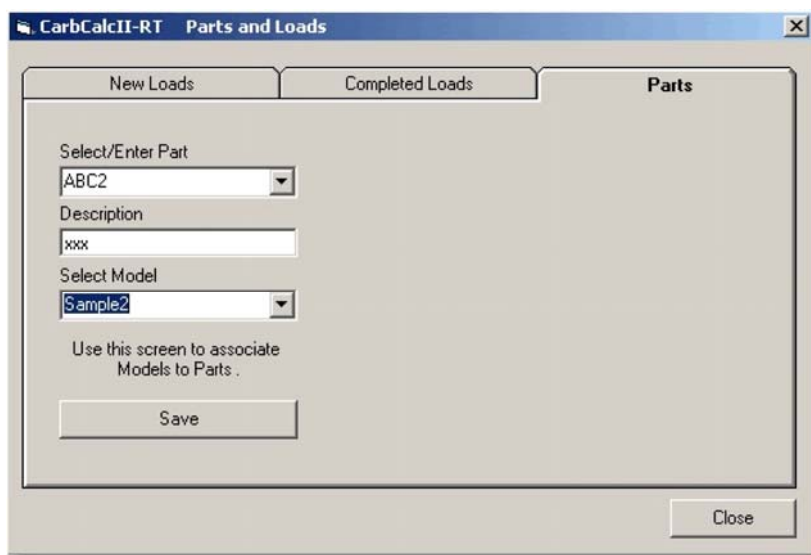 CarbCalcII-RT Parts and Loads
New Loads Completed Loads Parts
Select/Enter Part
ABC2
Description
xxx
Select Model
Sample2
Use this screen to associate
Models to Parts .
Save
Close